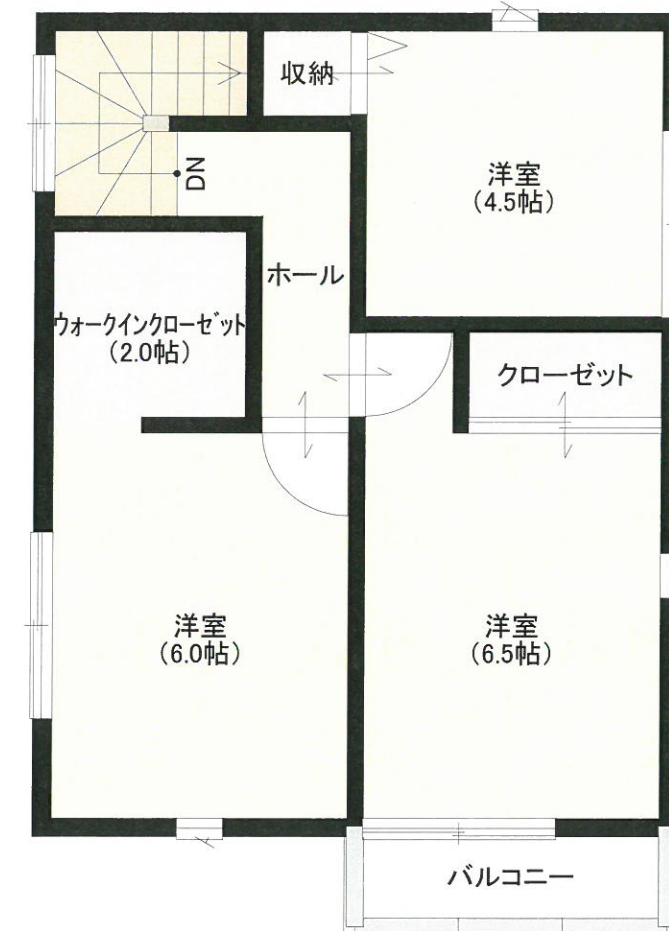 収納
洋室
(4.5帖)
DN
ホール
ウォークインクローゼット
(2.0帖)
クローゼット
洋室
(6.0帖)
洋室
(6.5帖)
バルコニー